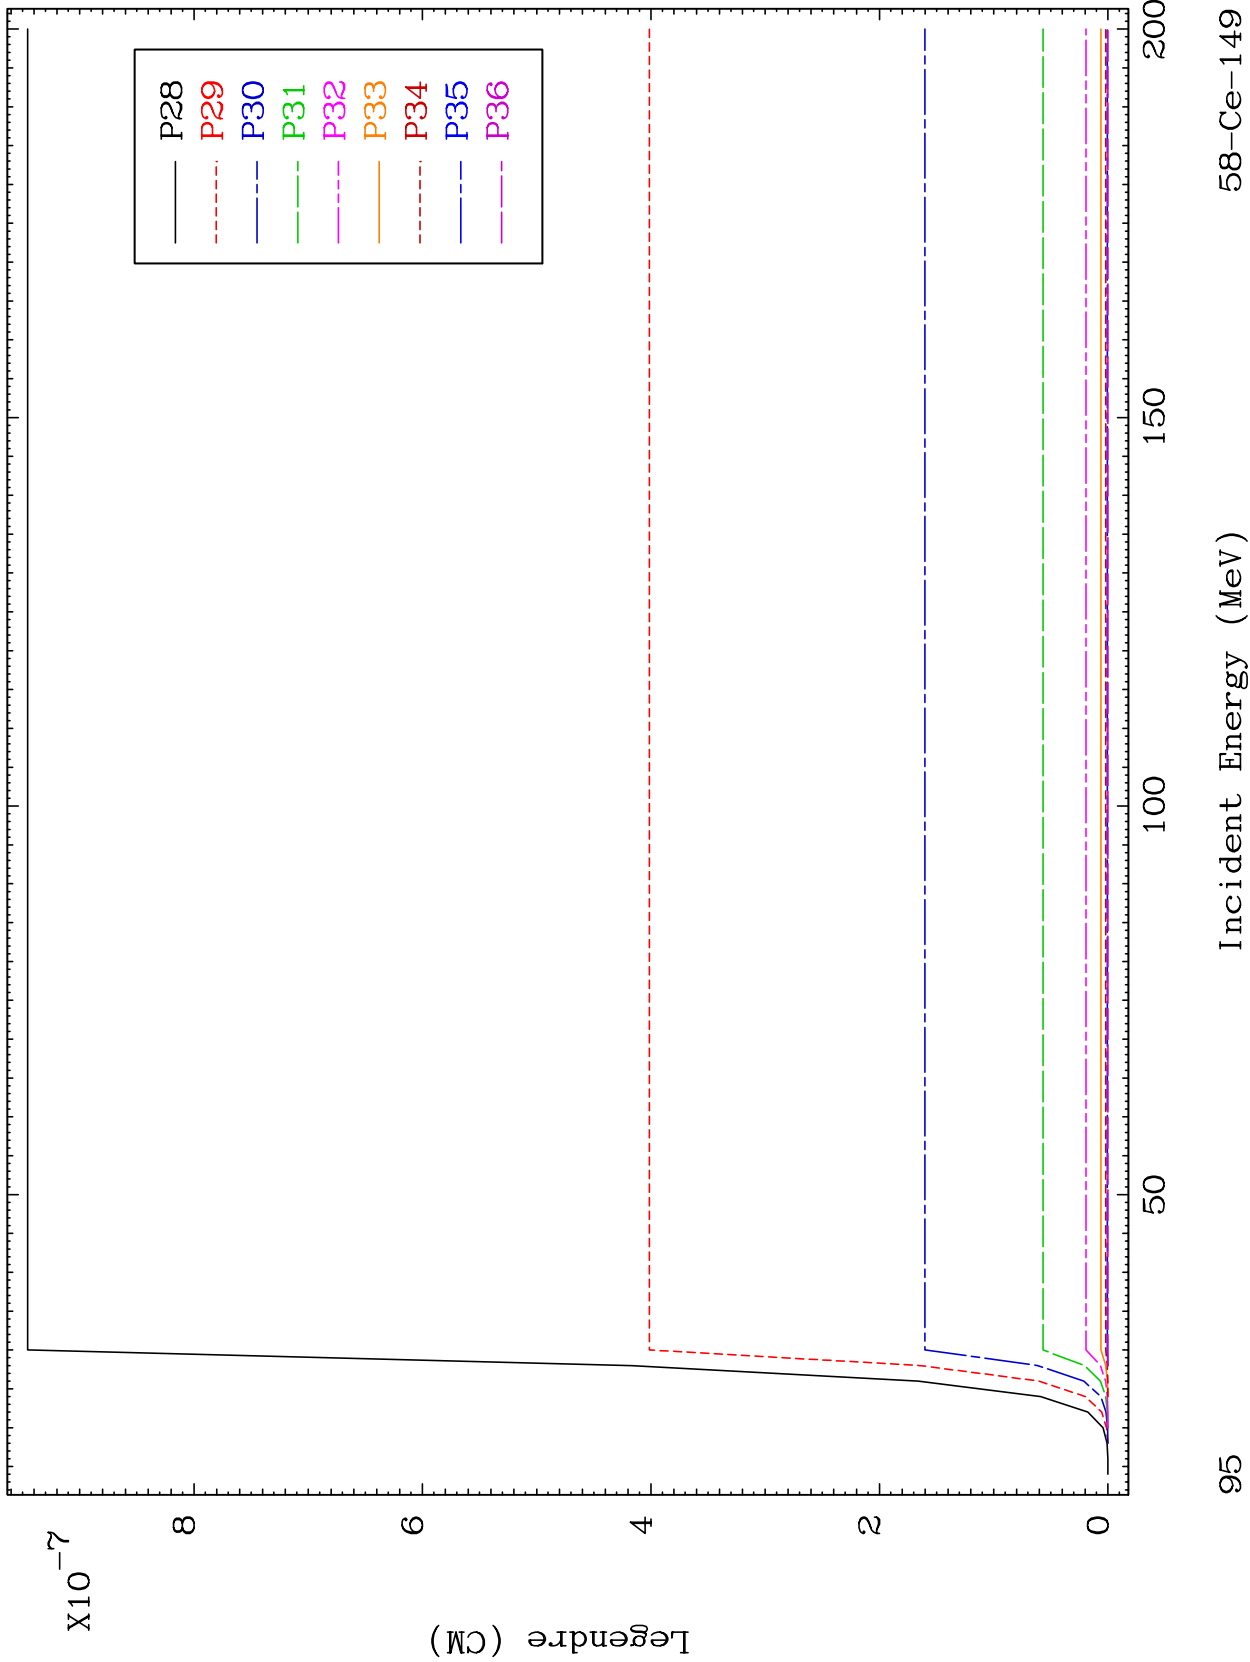 X10
-7
8
6
4
2
0
Legendre (CM)
P28
P29
P30
P31
P32
P33
P34
P35
P36
50
100
150
200
Incident Energy (MeV)
95
58-Ce-149